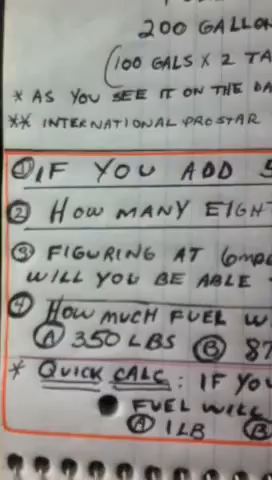 200 GALLON
(100 GALS X 2 TA
* AS YOU SEE IT ON THE DA
** INTERNATIONAL PROSTAR
① IF YOU ADD
② HOW MANY EIGHT
③ FIGURING AT 6MPG
WILL YOU BE ABLE
④ HOW MUCH FUEL W
Ⓐ 350 LBS Ⓑ 87
* QUICK CALC: IF YOU
FUEL WILL
Ⓐ 1 LB Ⓑ